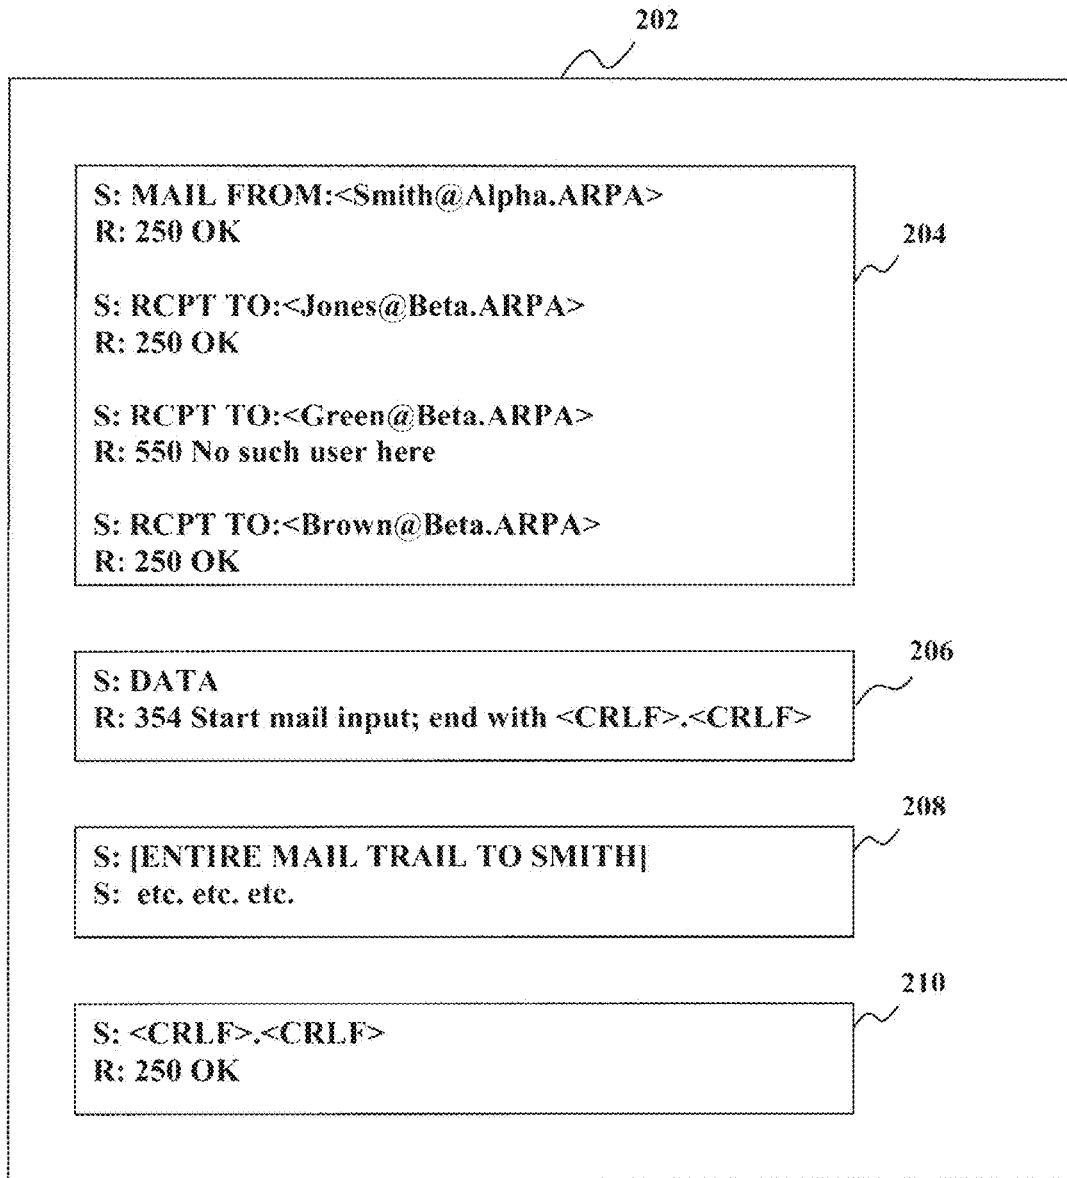 202
S: MAIL FROM:<Smith@Alpha.ARPA>
R: 250 OK
204
S: RCPT TO:<Jones@Beta.ARPA>
R: 250 OK
S: RCPT TO:<Green@Beta.ARPA>
R: 550 No such user here
S: RCPT TO:<Brown@Beta.ARPA>
R: 250 OK
206
S: DATA
R: 354 Start mail input; end with <CRLF>.<CRLF>
208
S: [ENTIRE MAIL TRAIL TO SMITH]
S: etc. etc. etc.
210
S: <CRLF>.<CRLF>
R: 250 OK